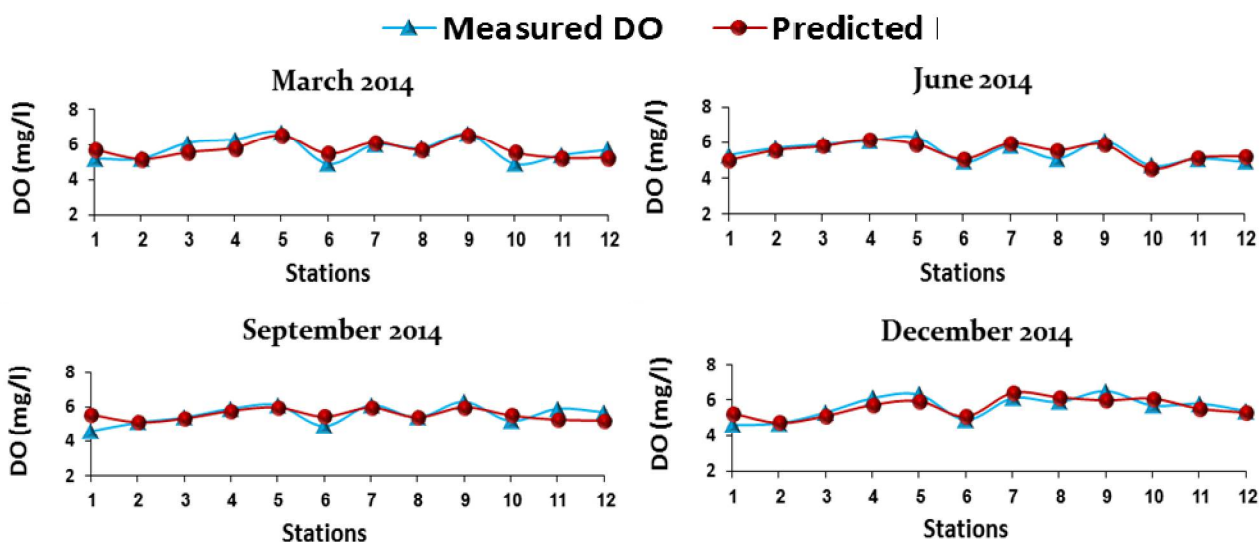 Measured DO Predicted
March 2014
8
6
4
2
DO (mg/l)
1 2 3 4 5 6 7 8 9 10 11 12
Stations
June 2014
8
6
4
2
DO (mg/l)
1 2 3 4 5 6 7 8 9 10 11 12
Stations
September 2014
8
6
4
2
DO (mg/l)
1 2 3 4 5 6 7 8 9 10 11 12
Stations
December 2014
8
6
4
2
DO (mg/l)
1 2 3 4 5 6 7 8 9 10 11 12
Stations